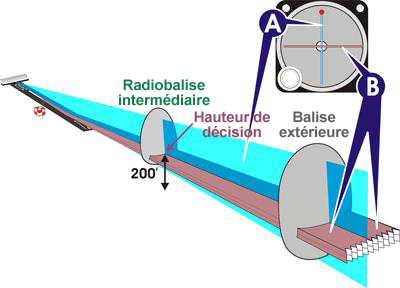 A
B
Radiobalise
intermédiaire
Hauteur de
décision
Balise
extérieure
200'